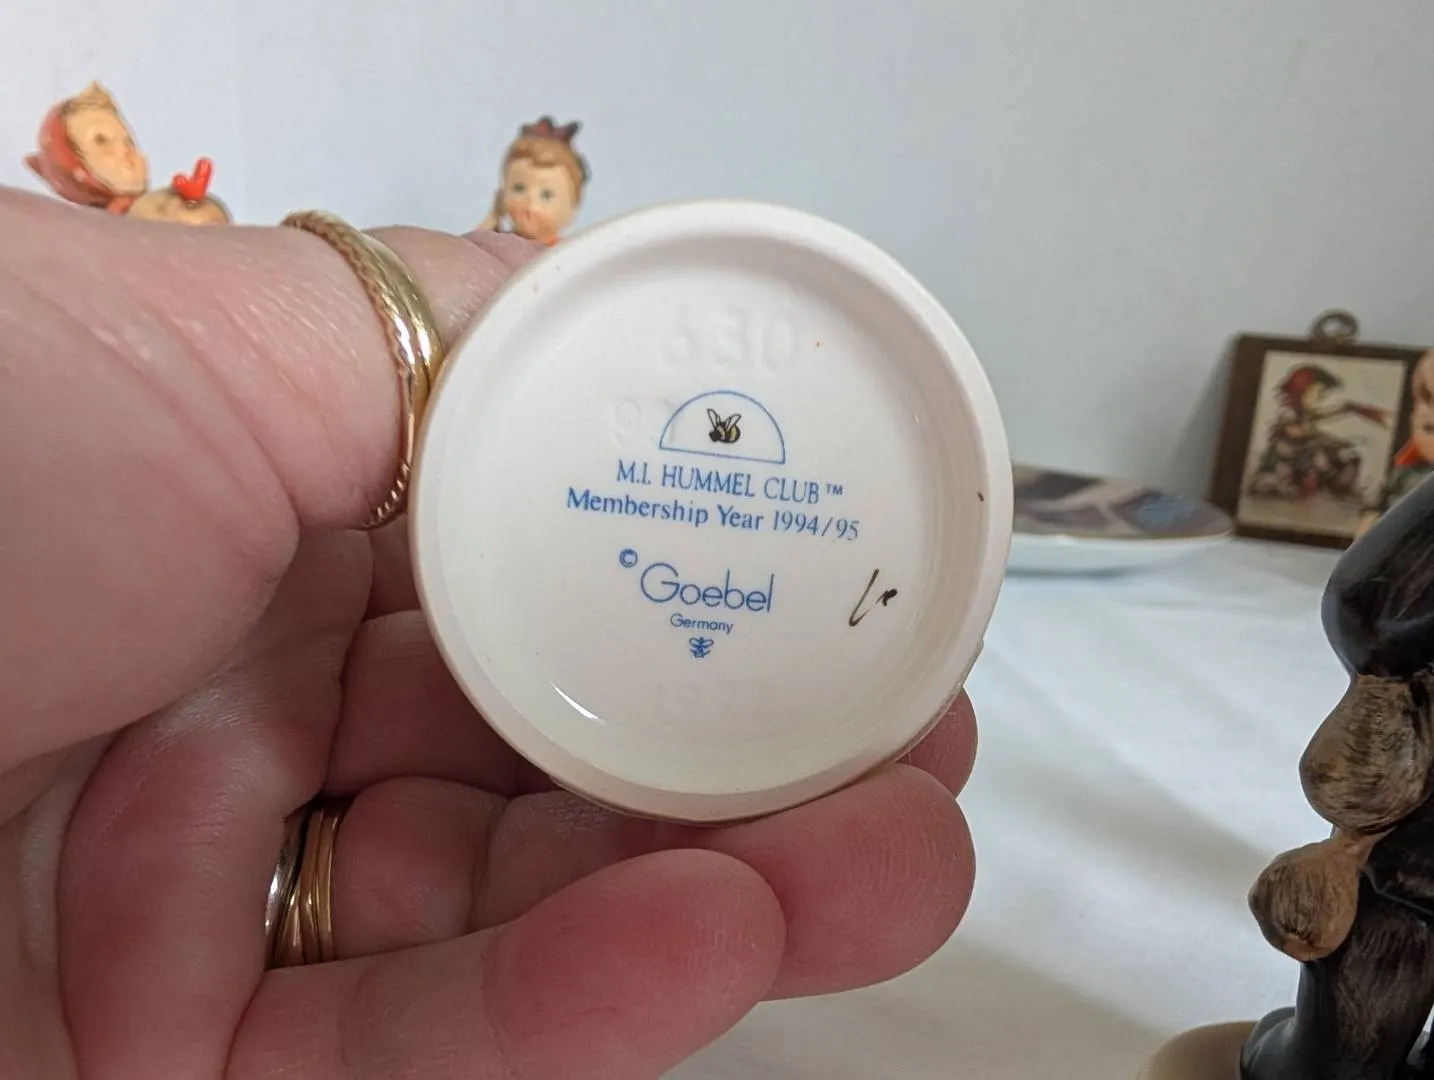 M.I. HUMMEL CLUB™
Membership Year 1994/95
© Goebel
Germany